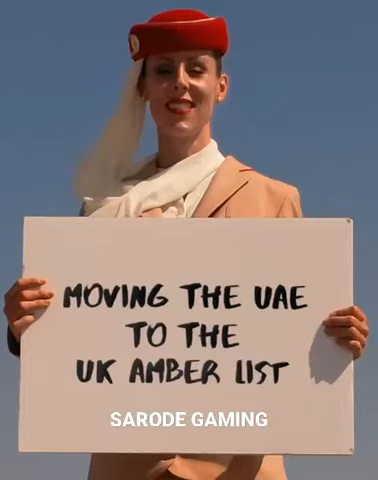 MOVING THE UAE
TO THE
UK AMBER LIST
SARODE GAMING